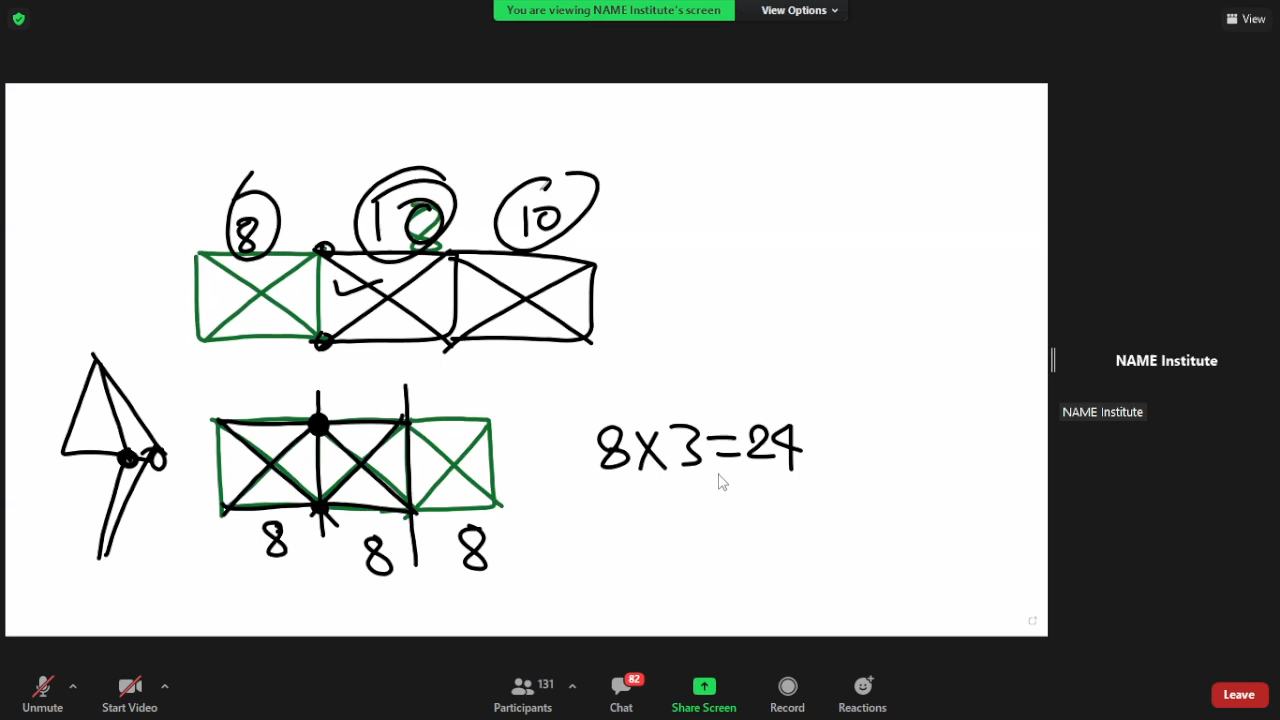 You are viewing NAME Institute's screen
View Options
View
8
10
10
NAME Institute
NAME Institute
8X3=24
8
8
8
Unmute
Start Video
131
Participants
82
Chat
Share Screen
Record
Reactions
Leave